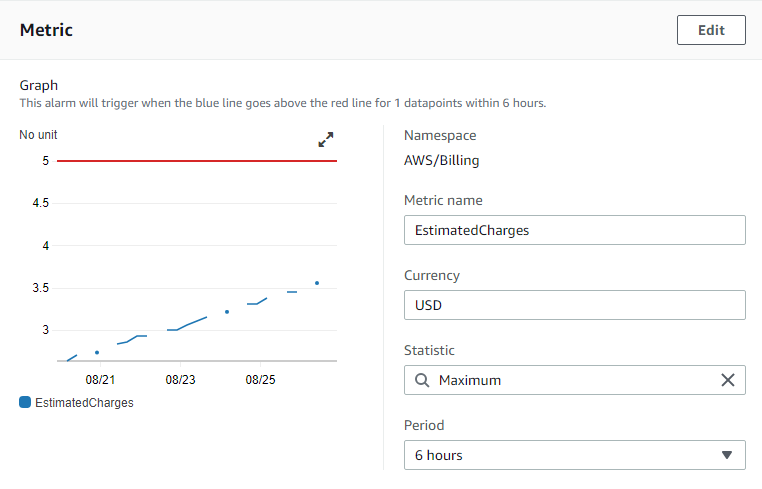 Metric
Edit
Graph
This alarm will trigger when the blue line goes above the red line for 1 datapoints within 6 hours.
No unit
5
4.5
4
3.5
3
08/21 08/23 08/25
EstimatedCharges
Namespace
AWS/Billing
Metric name
EstimatedCharges
Currency
USD
Statistic
Maximum
Period
6 hours